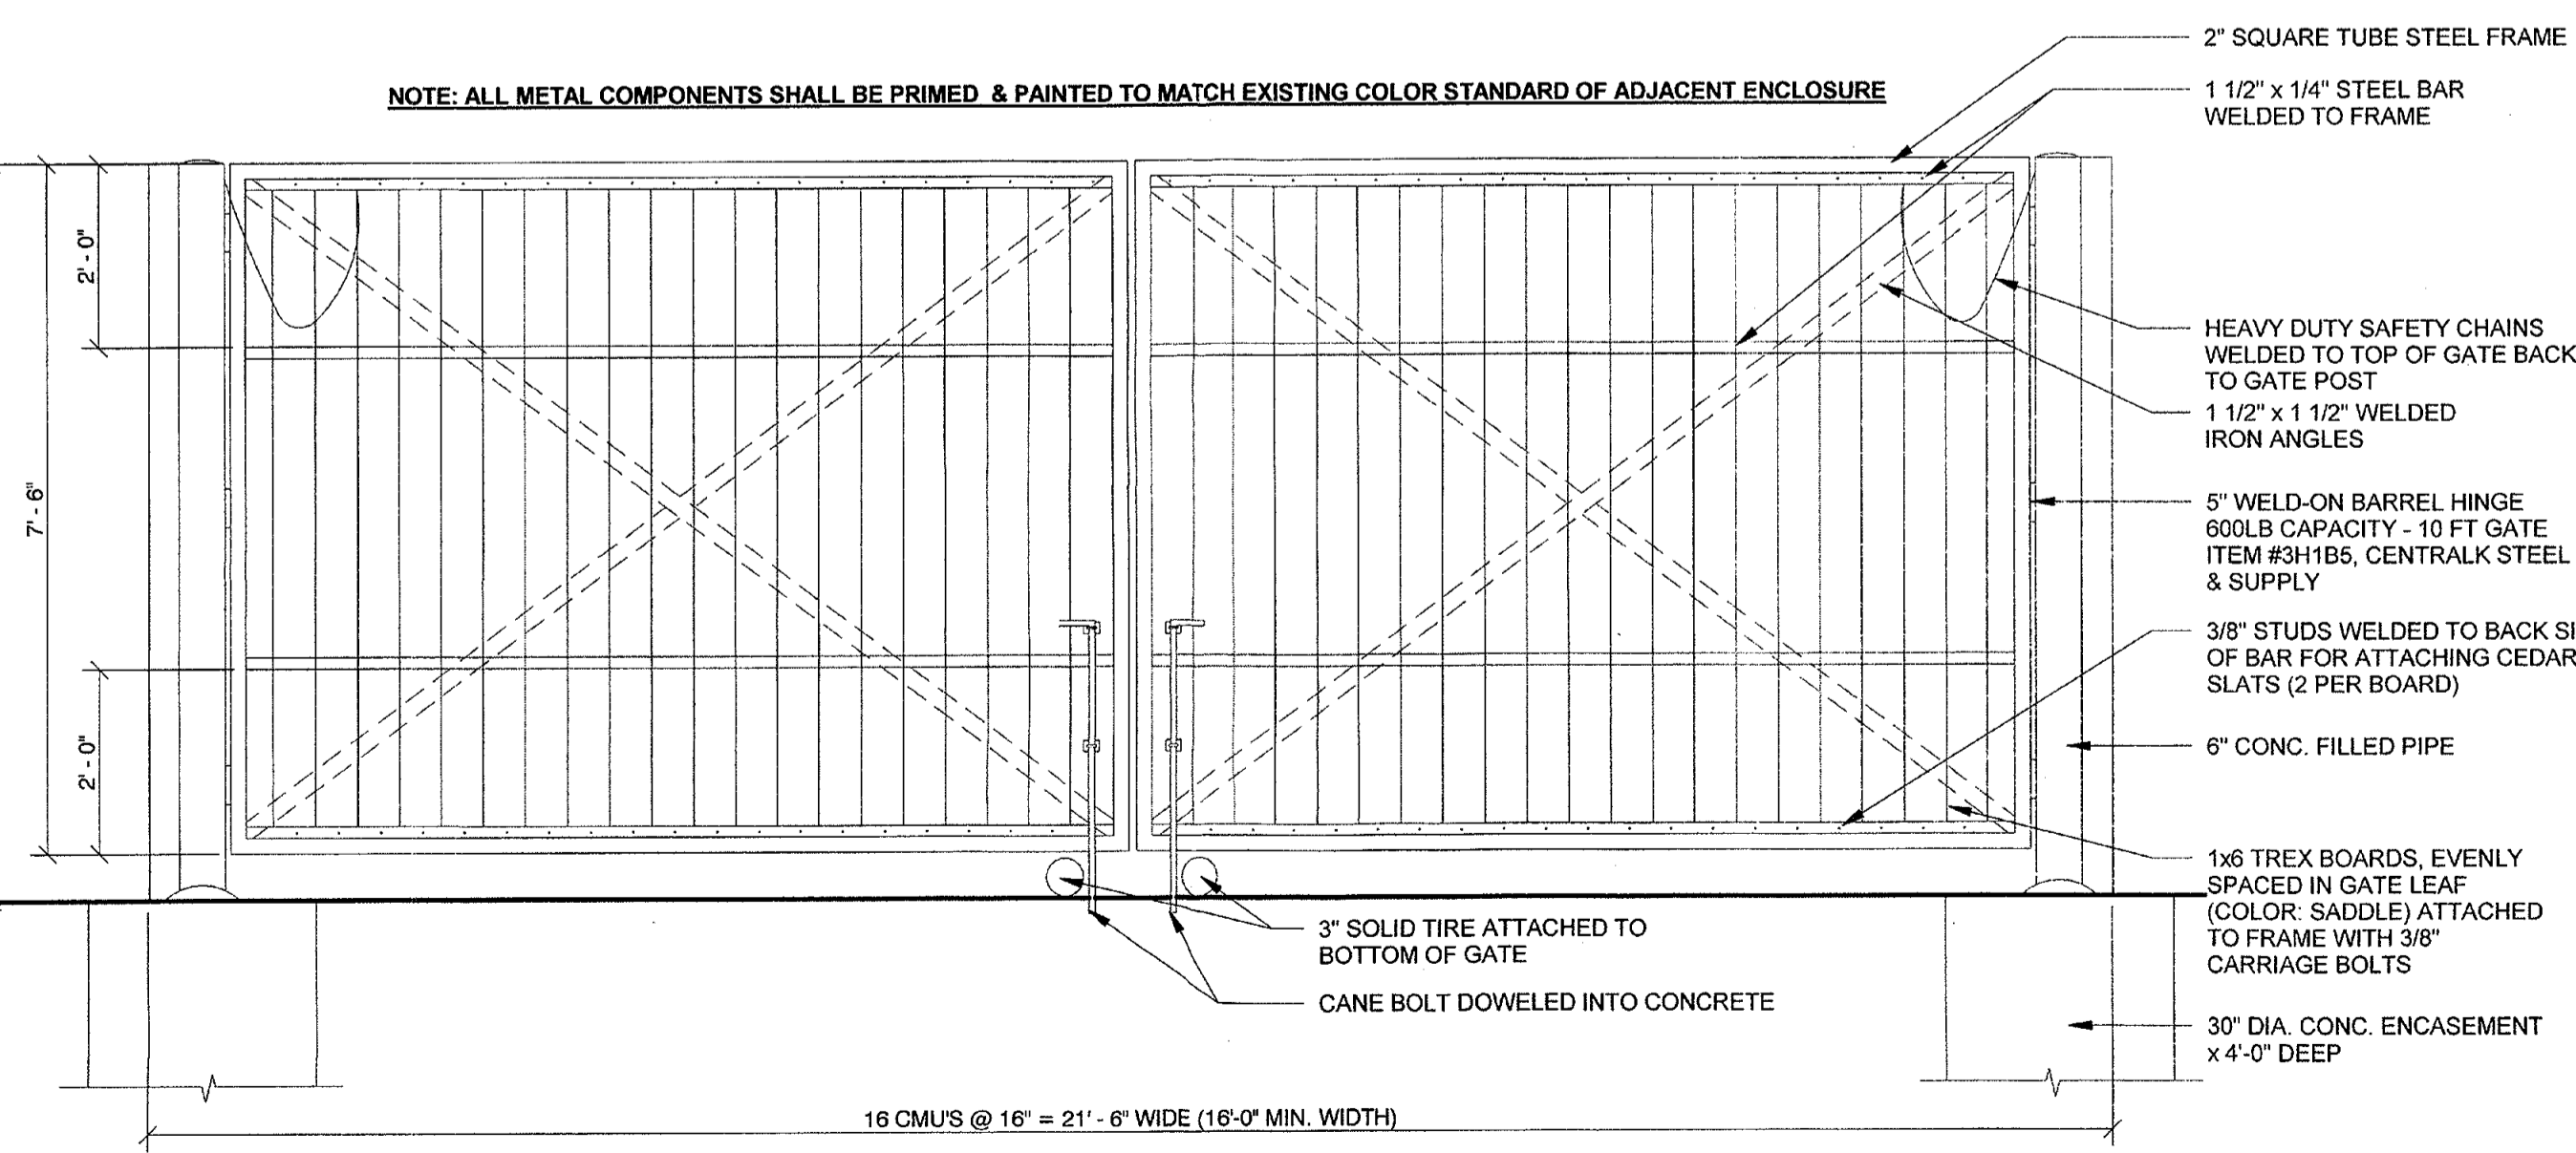 2" SQUARE TUBE STEEL FRAME
NOTE: ALL METAL COMPONENTS SHALL BE PRIMED & PAINTED TO MATCH EXISTING COLOR STANDARD OF ADJACENT ENCLOSURE
1 1/2" x 1/4" STEEL BAR
WELDED TO FRAME
2' - 0"
7' - 6"
2' - 0"
HEAVY DUTY SAFETY CHAINS
WELDED TO TOP OF GATE BACK
TO GATE POST
1 1/2" x 1 1/2" WELDED
IRON ANGLES
5" WELD-ON BARREL HINGE
600LB CAPACITY - 10 FT GATE
ITEM #3H1B5, CENTRALK STEEL
& SUPPLY
3/8" STUDS WELDED TO BACK SI
OF BAR FOR ATTACHING CEDAR
SLATS (2 PER BOARD)
6" CONC. FILLED PIPE
1x6 TREX BOARDS, EVENLY
SPACED IN GATE LEAF
(COLOR: SADDLE) ATTACHED
TO FRAME WITH 3/8"
CARRIAGE BOLTS
3" SOLID TIRE ATTACHED TO
BOTTOM OF GATE
CANE BOLT DOWELED INTO CONCRETE
30" DIA. CONC. ENCASEMENT
x 4'-0" DEEP
16 CMU'S @ 16" = 21' - 6" WIDE (16'-0" MIN. WIDTH)